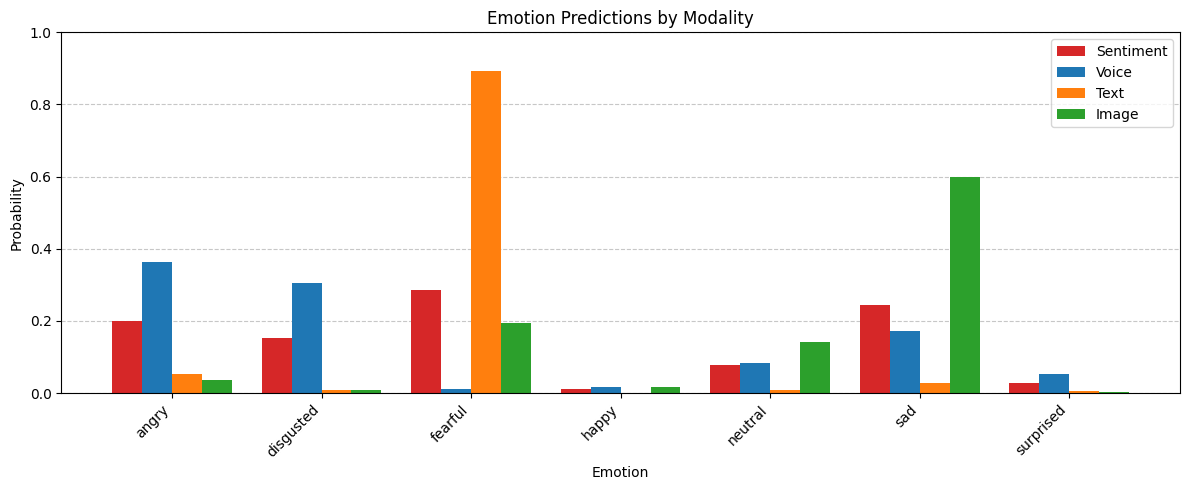 Emotion Predictions by Modality
1.0
0.8
0.6
0.4
0.2
0.0
Probability
Sentiment
Voice
Text
Image
angry
disgusted
fearful
happy
neutral
sad
surprised
Emotion